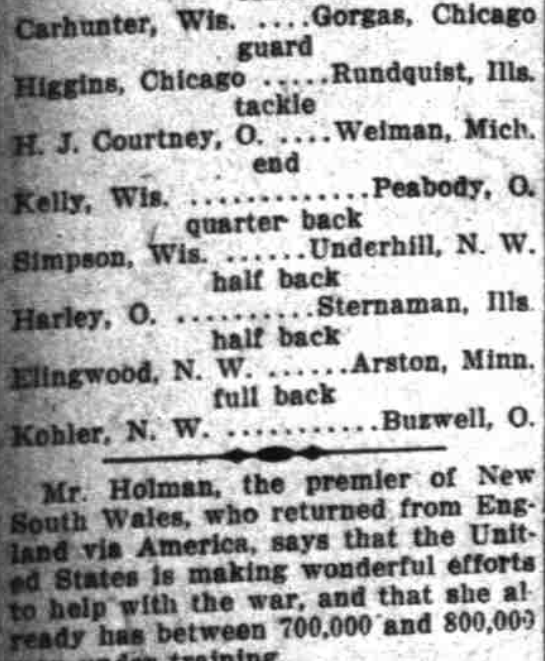 Carhunter, Wis. ....Gorgas, Chicago
guard
Higgins, Chicago .....Rundquist, Ills.
tackle
H. J. Courtney, O. ....Weiman, Mich.
end
Kelly, Wis. .............Peabody, O.
quarter back
Simpson, Wis. ......Underhill, N. W.
half back
Harley, O. ..........Sternaman, Ills
half back
Elingwood, N. W. ......Arston, Minn.
full back
Kohler, N. W. ...........Buzwell, O.
Mr. Holman, the premier of New
South Wales, who returned from Eng-
land via America, says that the Unit-
ed States is making wonderful efforts
to help with the war, and that she al-
ready has between 700,000 and 800,000
under training